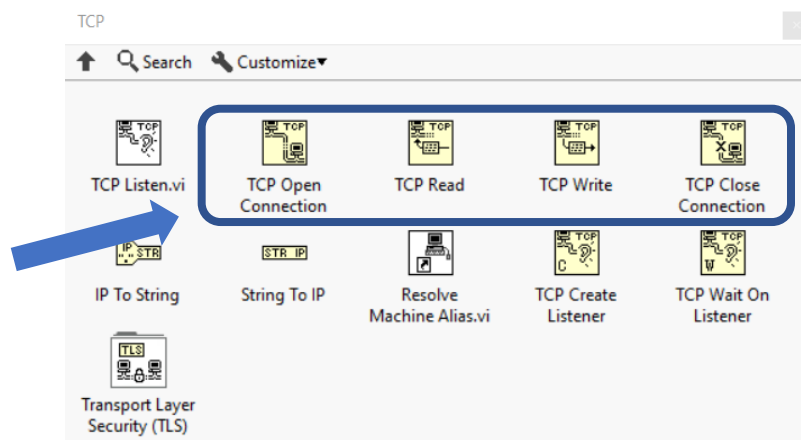 TCP
Search Customize▾
TCP TCP TCP TCP TCP
TCP Listen.vi TCP Open Connection TCP Read TCP Write TCP Close Connection
IP STR STR IP TCP C TCP W
IP To String String To IP Resolve Machine Alias.vi TCP Create Listener TCP Wait On Listener
TLS
Transport Layer
Security (TLS)